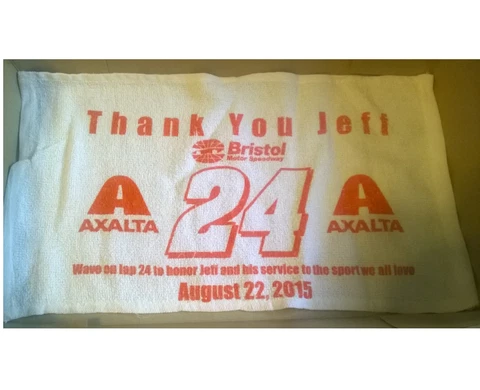 Thank You Jeff
Bristol
Motor Speedway
24
AXALTA
AXALTA
Wave on lap 24 to honor Jeff and his service to the sport we all love
August 22, 2015